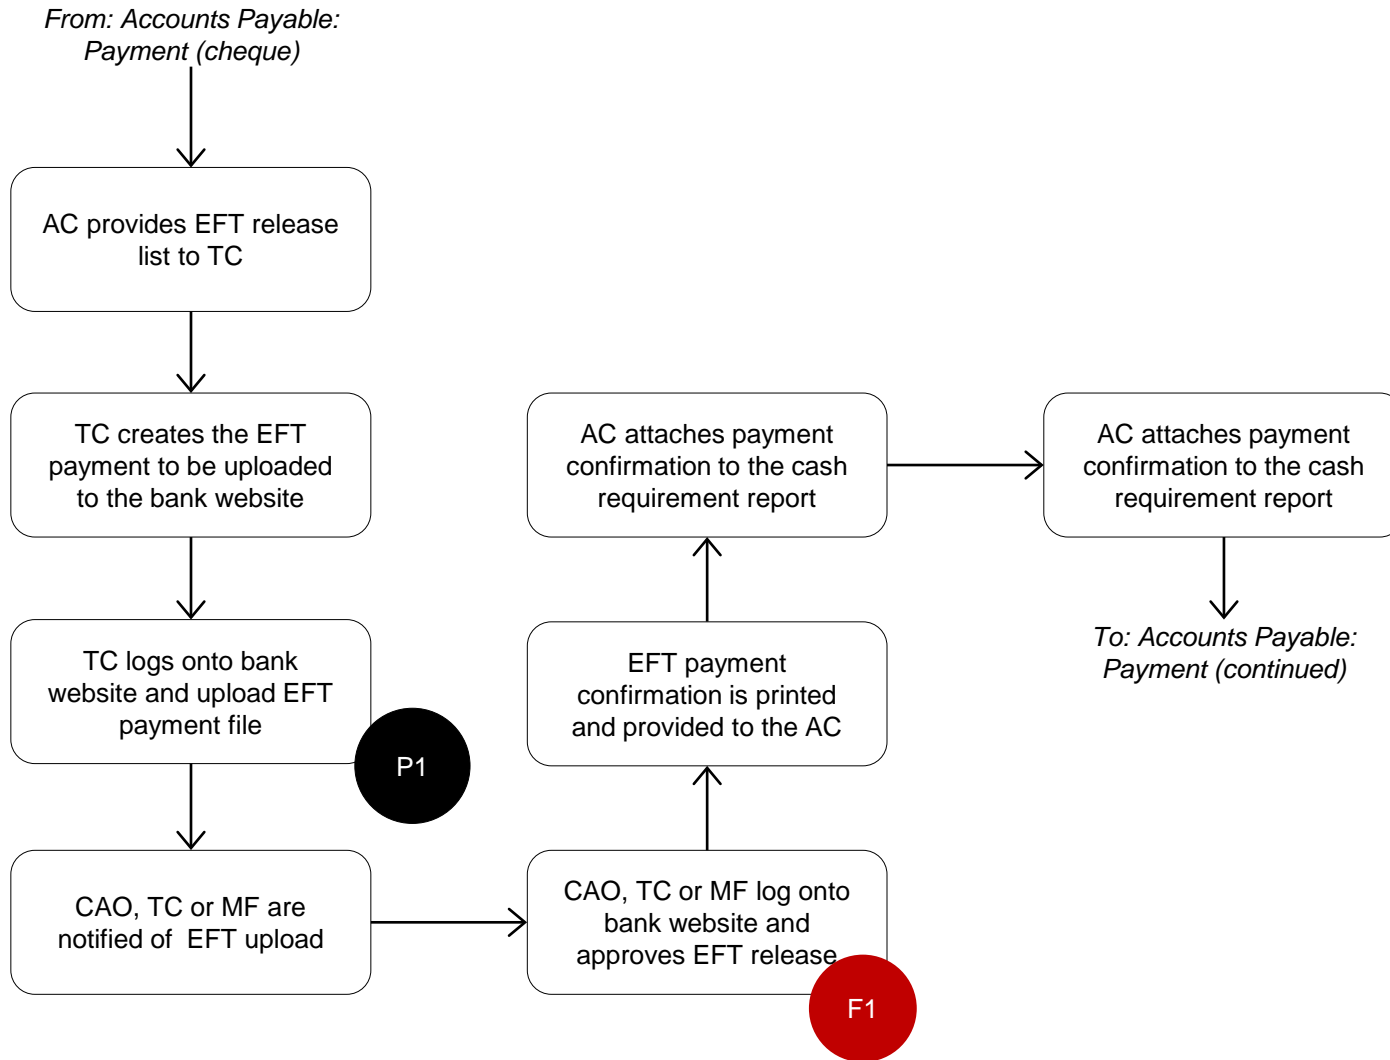 From: Accounts Payable:
Payment (cheque)
AC provides EFT release
list to TC
TC creates the EFT
payment to be uploaded
to the bank website
TC logs onto bank
website and upload EFT
payment file
P1
CAO, TC or MF are
notified of  EFT upload
CAO, TC or MF log onto
bank website and
approves EFT release
F1
EFT payment
confirmation is printed
and provided to the AC
AC attaches payment
confirmation to the cash
requirement report
AC attaches payment
confirmation to the cash
requirement report
To: Accounts Payable:
Payment (continued)